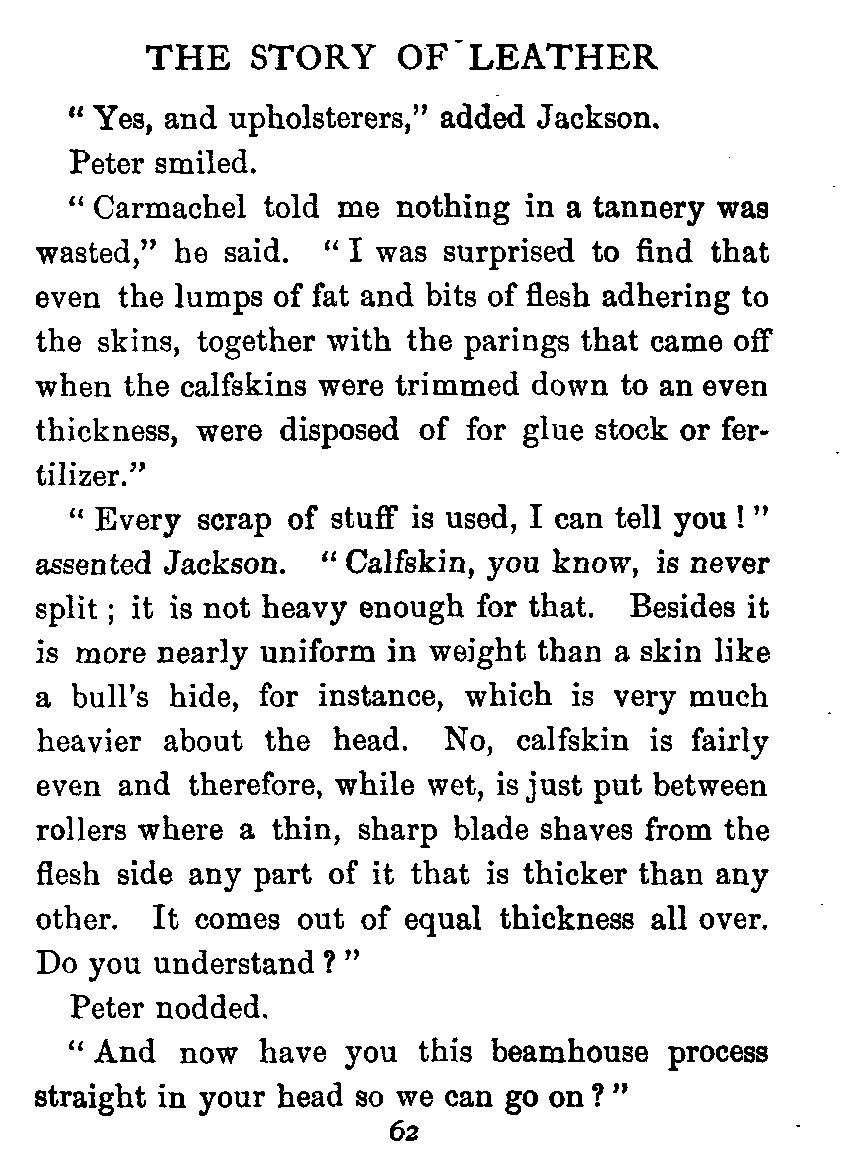 THE STORY OF LEATHER
" Yes, and upholsterers," added Jackson.
Peter smiled.
" Carmachel told me nothing in a tannery was
wasted," he said. " I was surprised to find that
even the lumps of fat and bits of flesh adhering to
the skins, together with the parings that came off
when the calfskins were trimmed down to an even
thickness, were disposed of for glue stock or fer-
tilizer."
" Every scrap of stuff is used, I can tell you ! "
assented Jackson. " Calfskin, you know, is never
split ; it is not heavy enough for that. Besides it
is more nearly uniform in weight than a skin like
a bull's hide, for instance, which is very much
heavier about the head. No, calfskin is fairly
even and therefore, while wet, is just put between
rollers where a thin, sharp blade shaves from the
flesh side any part of it that is thicker than any
other. It comes out of equal thickness all over.
Do you understand ? "
Peter nodded.
" And now have you this beamhouse process
straight in your head so we can go on ? "
62